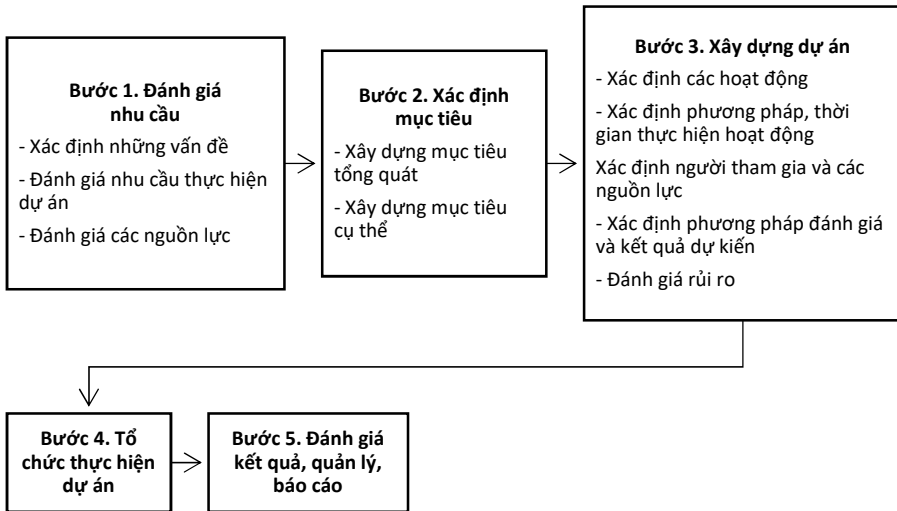 Bước 1. Đánh giá
nhu cầu
- Xác định những vấn đề
- Đánh giá nhu cầu thực hiện
dự án
- Đánh giá các nguồn lực
Bước 2. Xác định
mục tiêu
- Xây dựng mục tiêu
tổng quát
- Xây dựng mục tiêu
cụ thể
Bước 3. Xây dựng dự án
- Xác định các hoạt động
- Xác định phương pháp, thời
gian thực hiện hoạt động
Xác định người tham gia và các
nguồn lực
- Xác định phương pháp đánh giá
và kết quả dự kiến
- Đánh giá rủi ro
Bước 4. Tổ
chức thực hiện
dự án
Bước 5. Đánh giá
kết quả, quản lý,
báo cáo